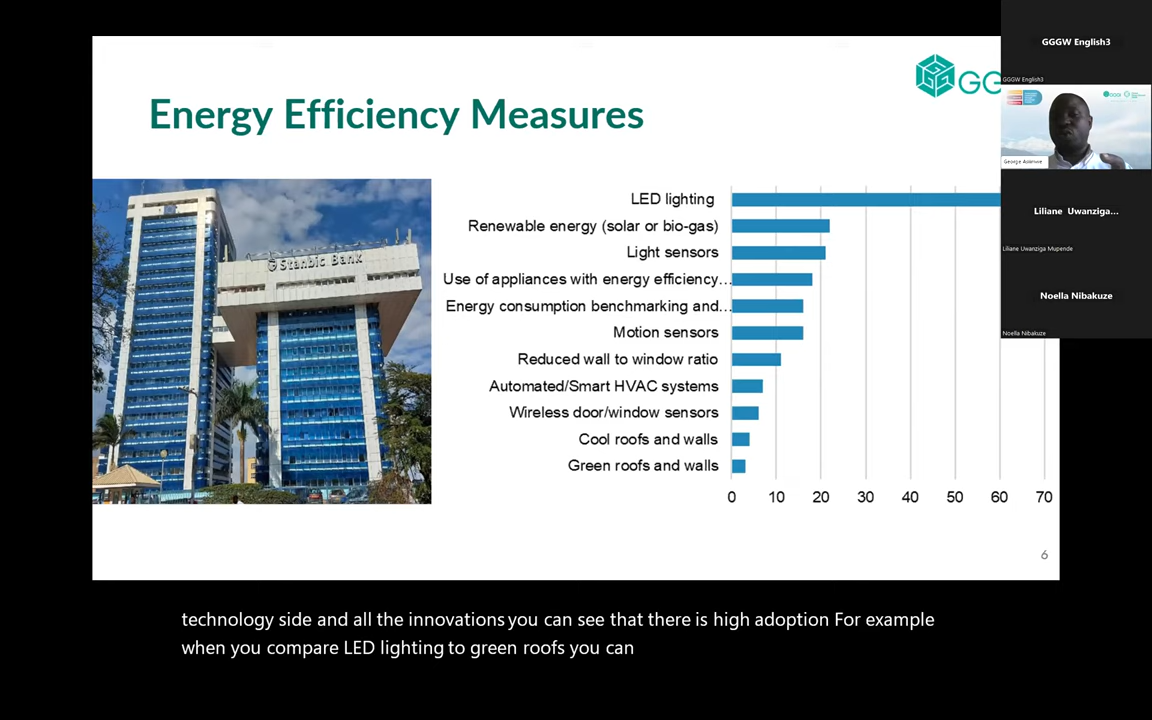 GGGW English3
GGGW English3
GGGI
Energy Efficiency Measures
Stanbic Bank
LED lighting
Renewable energy (solar or bio-gas)
Light sensors
Use of appliances with energy efficiency…
Energy consumption benchmarking and…
Motion sensors
Reduced wall to window ratio
Automated/Smart HVAC systems
Wireless door/window sensors
Cool roofs and walls
Green roofs and walls
0 10 20 30 40 50 60 70
6
Liliane Uwanziga...
Liliane Uwanziga Mupende
Noella Nibakuze
Noella Nibakuze
technology side and all the innovations you can see that there is high adoption For example
when you compare LED lighting to green roofs you can